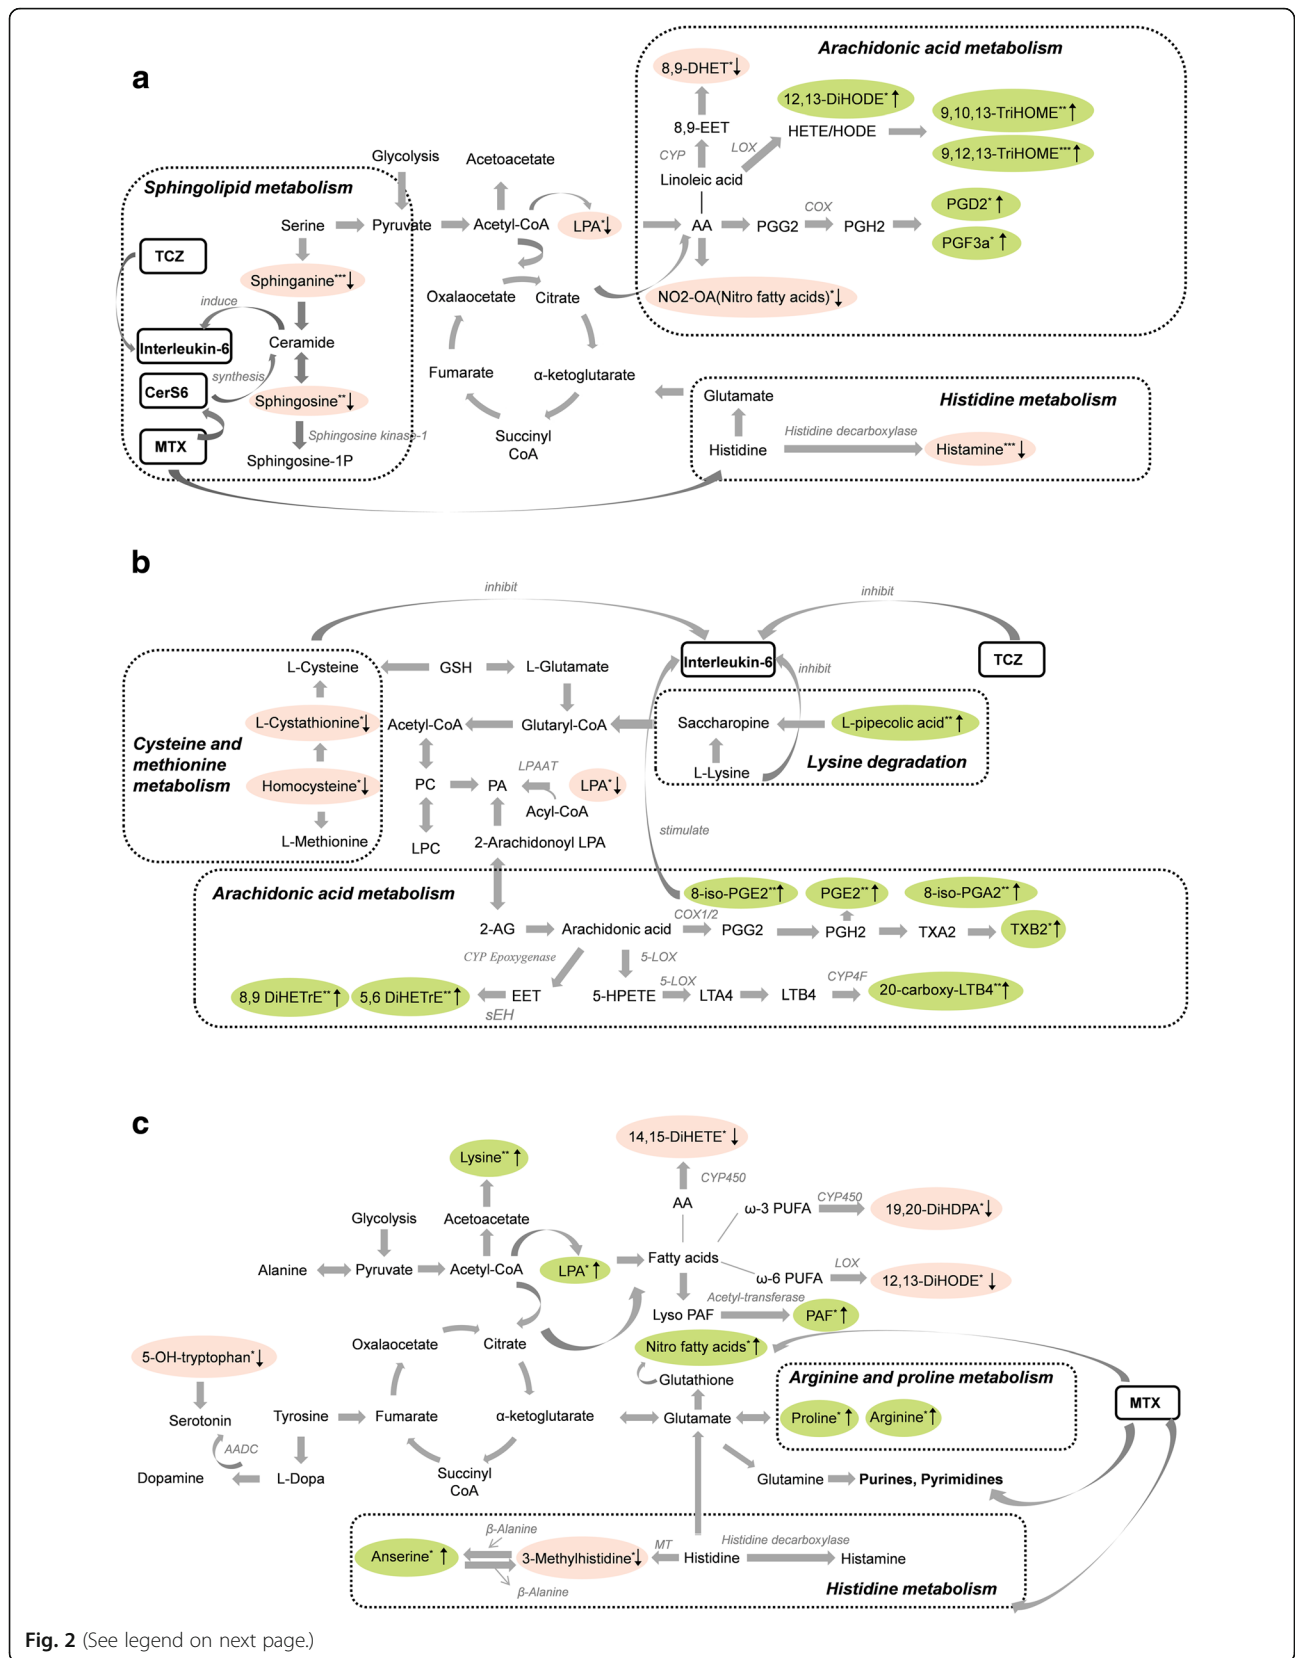 a
Arachidonic acid metabolism
8,9-DHET*↓
12,13-DiHODE*↑
9,10,13-TriHOME**↑
8,9-EET
HETE/HODE
CYP
LOX
9,12,13-TriHOME***↑
Linoleic acid
Glycolysis
Acetoacetate
Sphingolipid metabolism
Serine
Pyruvate
Acetyl-CoA
LPA*↓
AA
PGG2
COX
PGH2
PGD2*↑
PGF3a*↑
TCZ
Sphinganine***↓
NO2-OA(Nitro fatty acids)*↓
induce
Oxalaocetate
Citrate
Interleukin-6
Ceramide
synthesis
Fumarate
α-ketoglutarate
CerS6
Sphingosine**↓
Glutamate
Histidine metabolism
MTX
Sphingosine kinase-1
Succinyl
CoA
Histidine decarboxylase
Histidine
Histamine***↓
Sphingosine-1P
b
inhibit
inhibit
L-Cysteine
GSH
L-Glutamate
Interleukin-6
inhibit
TCZ
L-Cystathionine*↓
Acetyl-CoA
Glutaryl-CoA
Saccharopine
L-pipecolic acid**↑
Cysteine and
methionine
metabolism
Lysine degradation
L-Lysine
Homocysteine*↓
PC
PA
LPAAT
LPA*↓
Acyl-CoA
L-Methionine
LPC
2-Arachidonoyl LPA
stimulate
Arachidonic acid metabolism
8-iso-PGE2**↑
PGE2**↑
8-iso-PGA2**↑
2-AG
Arachidonic acid
COX1/2
PGG2
PGH2
TXA2
TXB2*↑
CYP Epoxygenase
5-LOX
8,9 DiHETrE**↑
5,6 DiHETrE**↑
EET
sEH
5-HPETE
5-LOX
LTA4
LTB4
CYP4F
20-carboxy-LTB4**↑
c
14,15-DiHETE*↓
Lysine**↑
CYP450
AA
ω-3 PUFA
CYP450
19,20-DiHDPA*↓
Glycolysis
Acetoacetate
Alanine
Pyruvate
Acetyl-CoA
LPA*↑
Fatty acids
ω-6 PUFA
LOX
12,13-DiHODE*↓
Lyso PAF
Acetyl-transferase
PAF*↑
Oxalaocetate
Citrate
Nitro fatty acids*↑
5-OH-tryptophan*↓
Glutathione
Arginine and proline metabolism
MTX
Serotonin
Tyrosine
Fumarate
α-ketoglutarate
Glutamate
Proline*↑
Arginine*↑
AADC
Dopamine
L-Dopa
Succinyl
CoA
Glutamine
Purines, Pyrimidines
β-Alanine
Anserine*↑
3-Methylhistidine*↓
MT
Histidine
Histidine decarboxylase
Histamine
β-Alanine
Histidine metabolism
Fig. 2 (See legend on next page.)